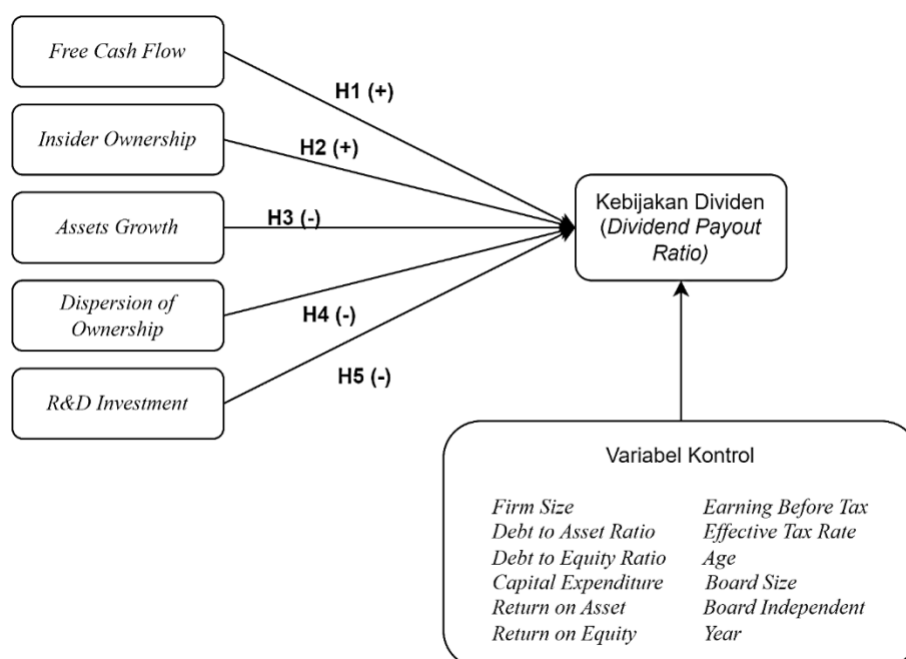 Free Cash Flow
H1 (+)
Insider Ownership
H2 (+)
Assets Growth
H3 (-)
Dispersion of
Ownership
H4 (-)
R&D Investment
H5 (-)
Kebijakan Dividen
(Dividend Payout
Ratio)
Variabel Kontrol
Firm Size
Debt to Asset Ratio
Debt to Equity Ratio
Capital Expenditure
Return on Asset
Return on Equity
Earning Before Tax
Effective Tax Rate
Age
Board Size
Board Independent
Year